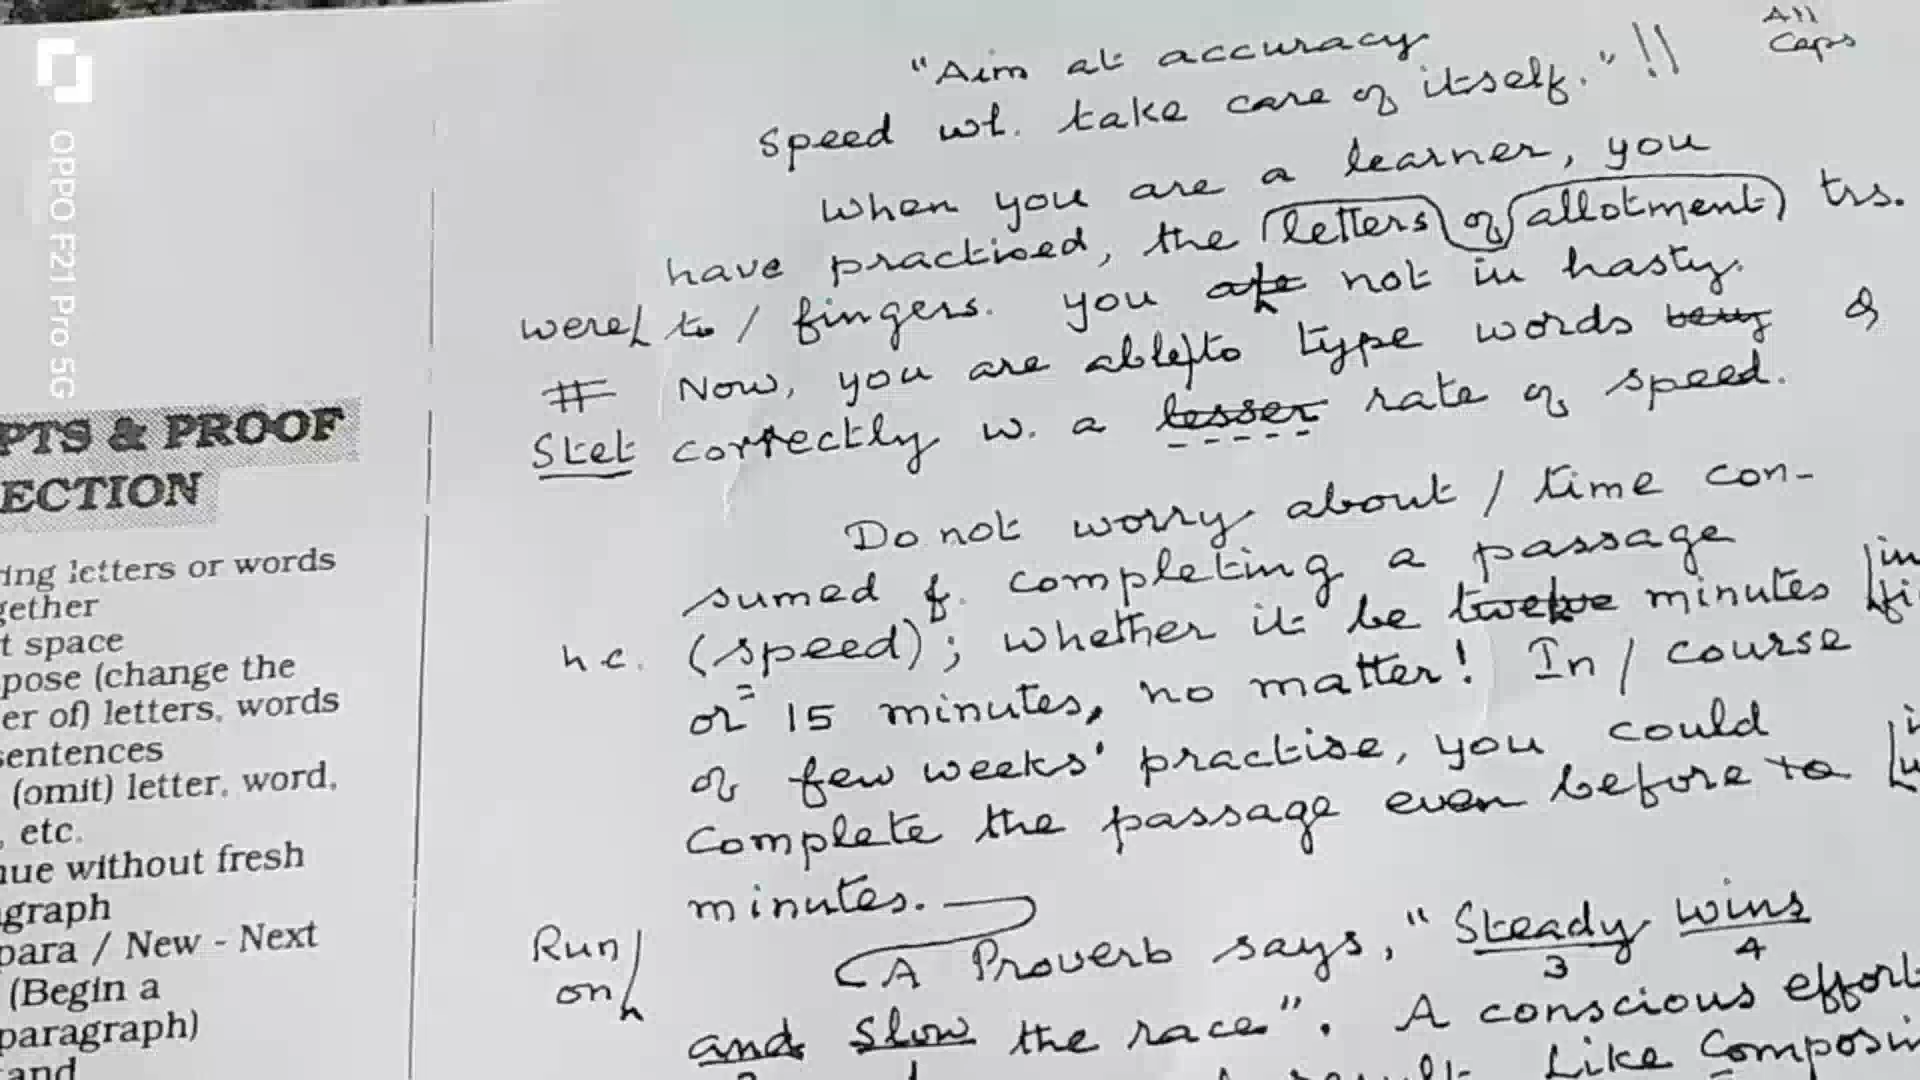 OPPO F21 Pro 5G
PTS & PROOF
ECTION
ring letters or words
gether
t space
pose (change the
er of) letters, words
sentences
(omit) letter, word,
, etc.
nue without fresh
agraph
para / New - Next
(Begin a
paragraph)
and
All
Caps
"Aim at accuracy
speed wl. take care of itself." !!
When you are a learner, you
have practised, the letters of allotment trs.
were to / fingers. you are not in hasty.
# Now, you are able to type words
Stet correctly w. a lesser rate of speed.
Do not worry about / time con-
sumed f. completing a passage
h c. (speed); whether it be twelve minutes
or 15 minutes, no matter! In / course
of few weeks' practise, you could
complete the passage even before to
minutes.
Run on
A Proverb says, "Steady wins
3 4
and slow the race". A conscious effort
Like Composin